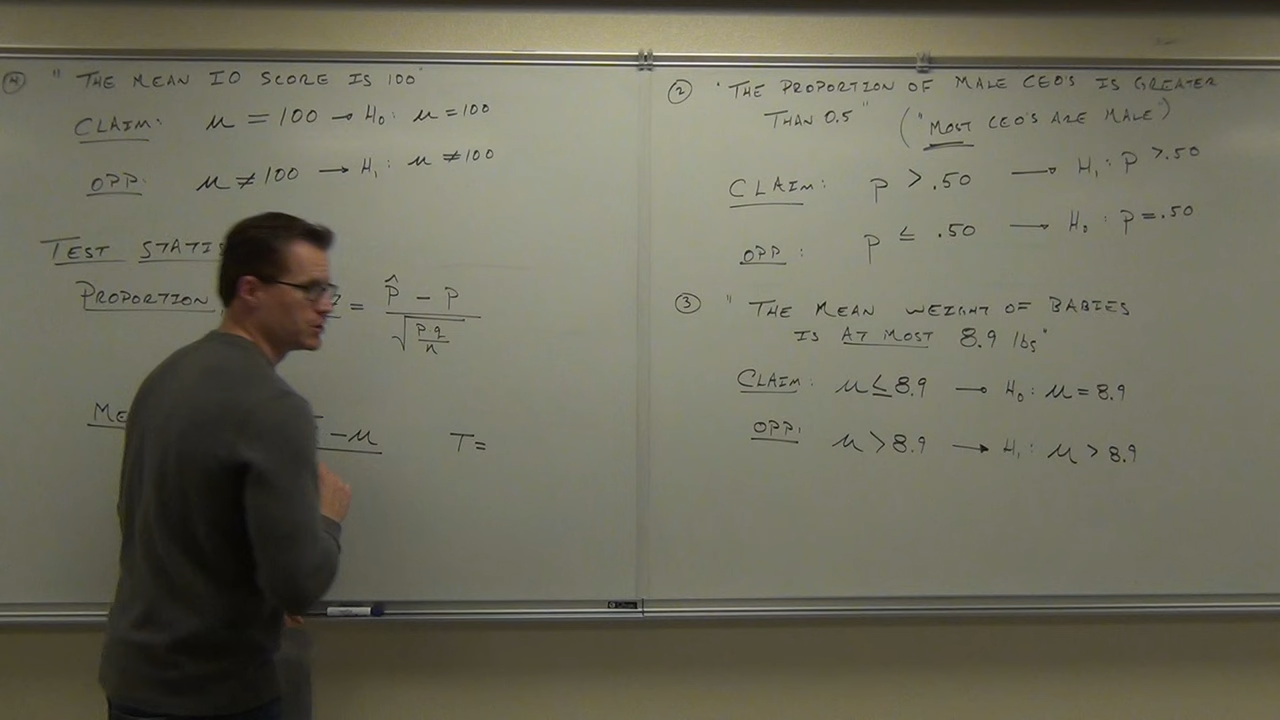 ④ "THE MEAN IQ SCORE IS 100"
CLAIM: μ = 100 → H₀: μ = 100
OPP: μ ≠ 100 → H₁: μ ≠ 100
TEST
PROPORTION = (p̂ - p) / √(p q / n)
- μ T =
② "THE PROPORTION OF MALE CEO'S IS GREATER
THAN 0.5" ("MOST CEO'S ARE MALE")
CLAIM: p > .50 → H₁: p > .50
OPP: p ≤ .50 → H₀: p = .50
③ "THE MEAN WEIGHT OF BABIES
IS AT MOST 8.9 lbs"
CLAIM: μ ≤ 8.9 → H₀: μ = 8.9
OPP: μ > 8.9 → H₁: μ > 8.9